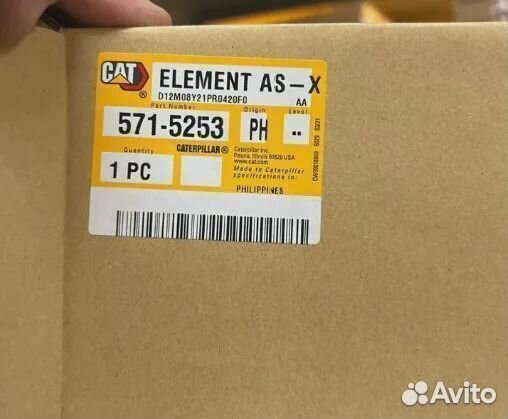 CAT
®
ELEMENT AS-X
D12M08Y21PR0420F0
AA
Part Number
Origin
Level
571-5253
PH
--
Quantity
CATERPILLAR®
1 PC
Caterpillar Inc.
Peoria, Illinois 61629 USA
www.cat.com
Made to Caterpillar
specifications in:
PHILIPPINES
Avito